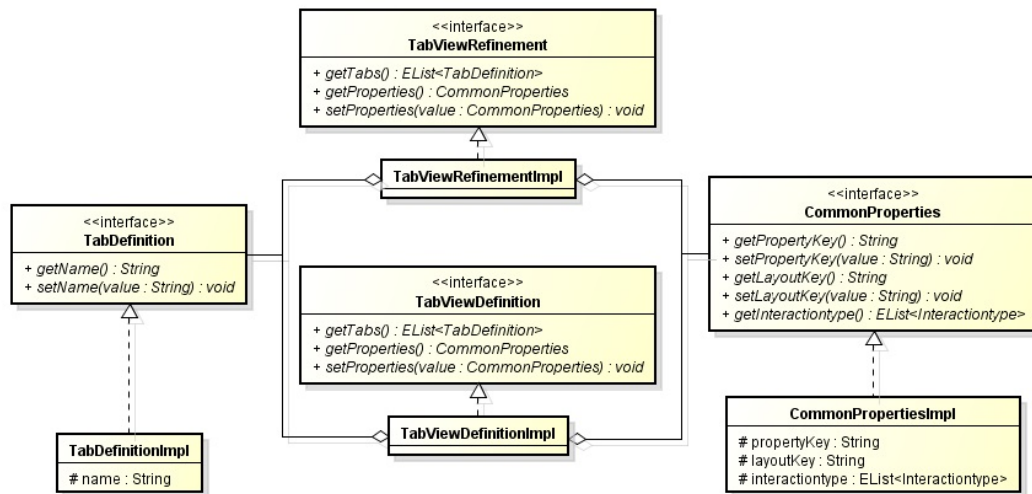 <<interface>>
TabViewRefinement
+ getTabs() : EList<TabDefinition>
+ getProperties() : CommonProperties
+ setProperties(value : CommonProperties) : void
TabViewRefinementImpl
<<interface>>
TabDefinition
+ getName() : String
+ setName(value : String) : void
<<interface>>
CommonProperties
+ getPropertyKey() : String
+ setPropertyKey(value : String) : void
+ getLayoutKey() : String
+ setLayoutKey(value : String) : void
+ getInteractiontype() : EList<Interactiontype>
<<interface>>
TabViewDefinition
+ getTabs() : EList<TabDefinition>
+ getProperties() : CommonProperties
+ setProperties(value : CommonProperties) : void
TabViewDefinitionImpl
TabDefinitionImpl
# name : String
CommonPropertiesImpl
# propertyKey : String
# layoutKey : String
# interactiontype : EList<Interactiontype>